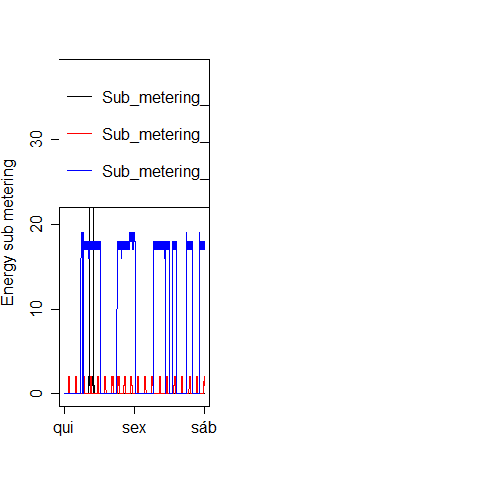 Sub_metering_
Sub_metering_
Sub_metering_
Energy sub metering
30
20
10
0
qui sex sáb